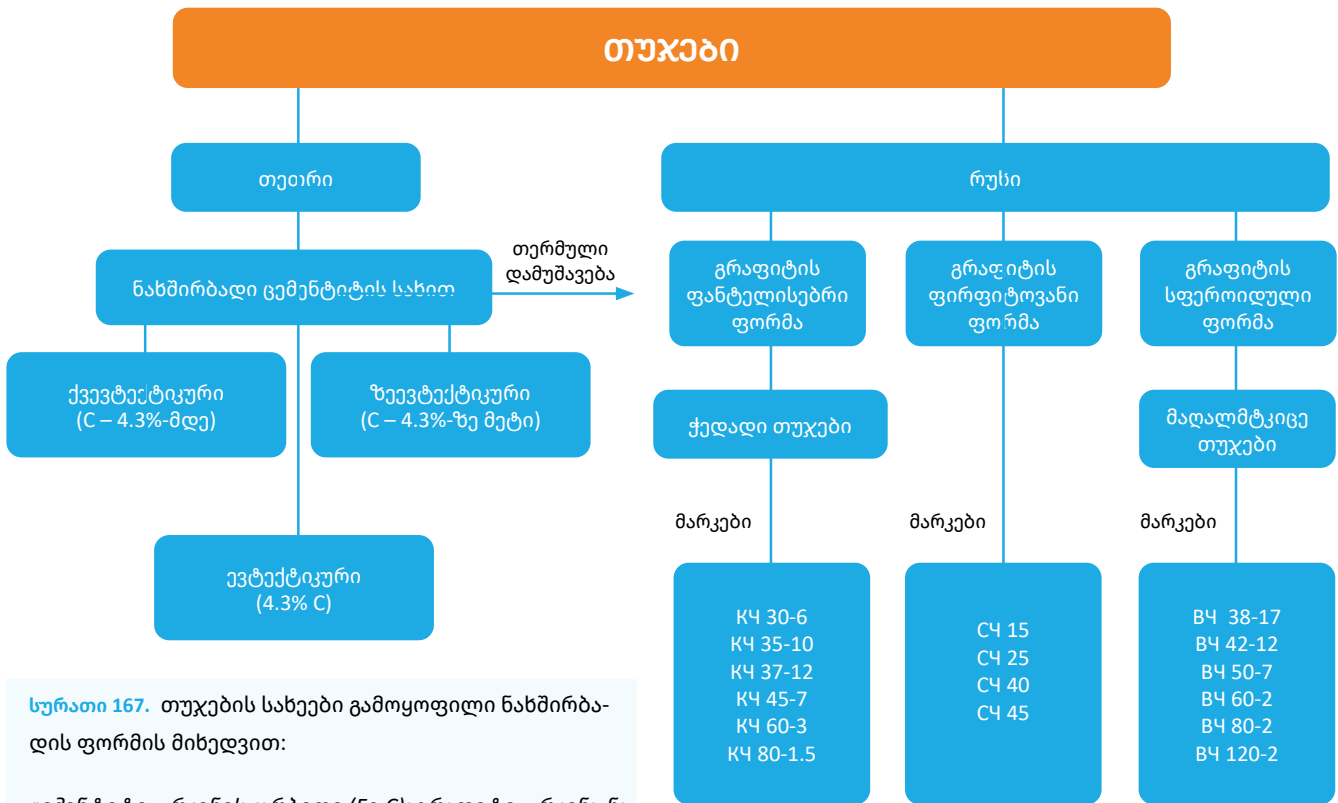 თუჯები
თეთრი
რუხი
ნახშირბადი ცემენტიტის სახით
თერმული
დამუშავება
ქვევტექტიკური
(C – 4.3%-მდე)
ზეევტექტიკური
(C – 4.3%-ზე მეტი)
ევტექტიკური
(4.3% C)
გრაფიტის
ფანტელისებრი
ფორმა
გრაფიტის
ფირფიტოვანი
ფორმა
გრაფიტის
სფეროიდული
ფორმა
ჭედადი თუჯები
მაღალმტკიცე
თუჯები
მარკები
მარკები
მარკები
КЧ 30-6
КЧ 35-10
КЧ 37-12
КЧ 45-7
КЧ 60-3
КЧ 80-1.5
СЧ 15
СЧ 25
СЧ 40
СЧ 45
ВЧ 38-17
ВЧ 42-12
ВЧ 50-7
ВЧ 60-2
ВЧ 80-2
ВЧ 120-2
სურათი 167. თუჯების სახეები გამოყოფილი ნახშირბა-
დის ფორმის მიხედვით: